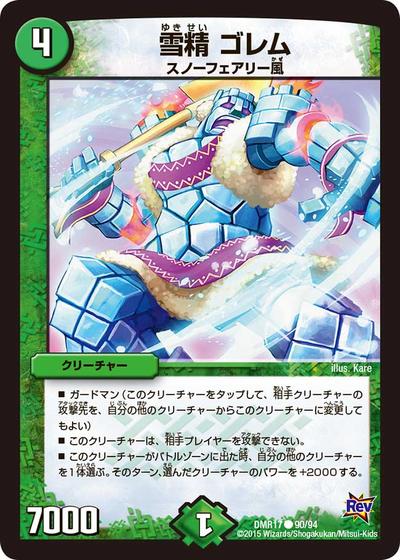 4
ゆきせい
雪精 ゴレム
スノーフェアリー風
かぜ
illus. Kare
クリーチャー
■ ガードマン(このクリーチャーをタップして、相手クリーチャーの
攻撃先を、自分の他のクリーチャーからこのクリーチャーに変更して
もよい)
■ このクリーチャーは、相手プレイヤーを攻撃できない。
■ このクリーチャーがバトルゾーンに出た時、自分の他のクリーチャー
を1体選ぶ。そのターン、選んだクリーチャーのパワーを+2000する。
7000
1
DMR17 ● 90/94
©2015 Wizards/Shogakukan/Mitsui-Kids
Rev